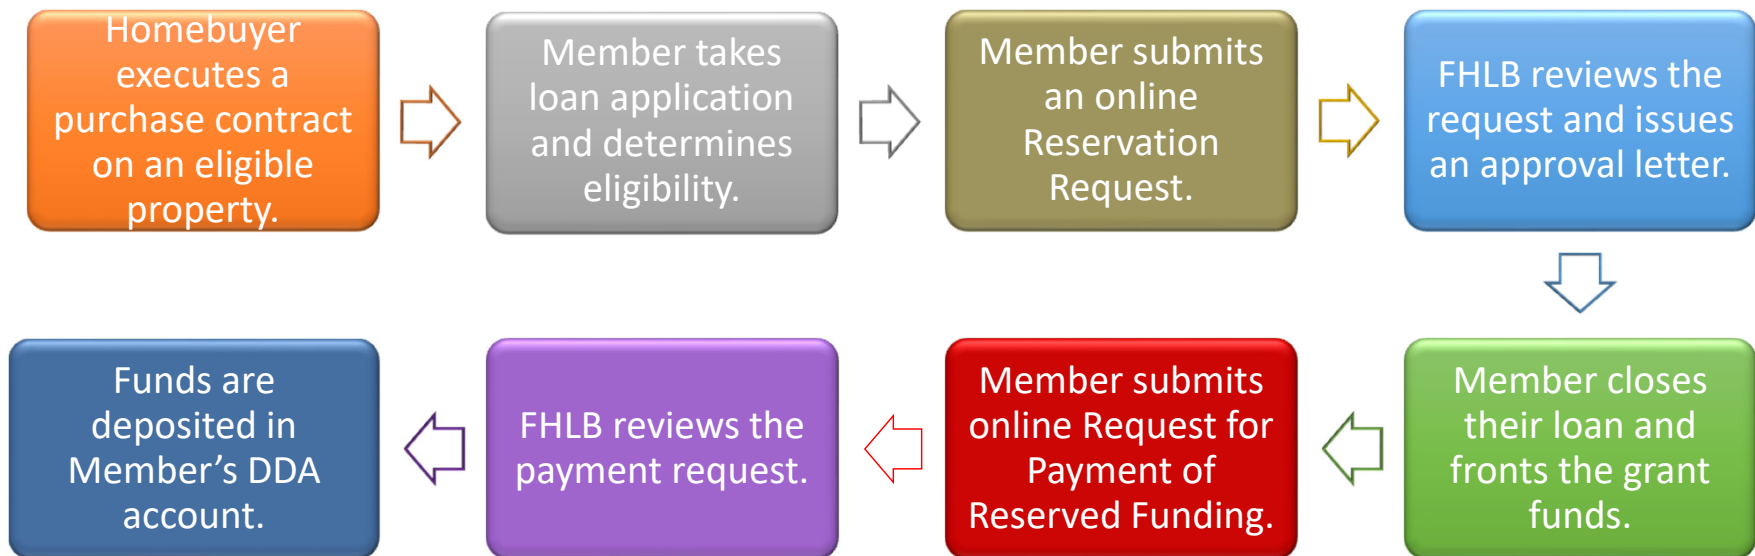 Homebuyer
executes a
purchase contract
on an eligible
property.
Member takes
loan application
and determines
eligibility.
Member submits
an online
Reservation
Request.
FHLB reviews the
request and issues
an approval letter.
Member closes
their loan and
fronts the grant
funds.
Member submits
online Request for
Payment of
Reserved Funding.
FHLB reviews the
payment request.
Funds are
deposited in
Member’s DDA
account.